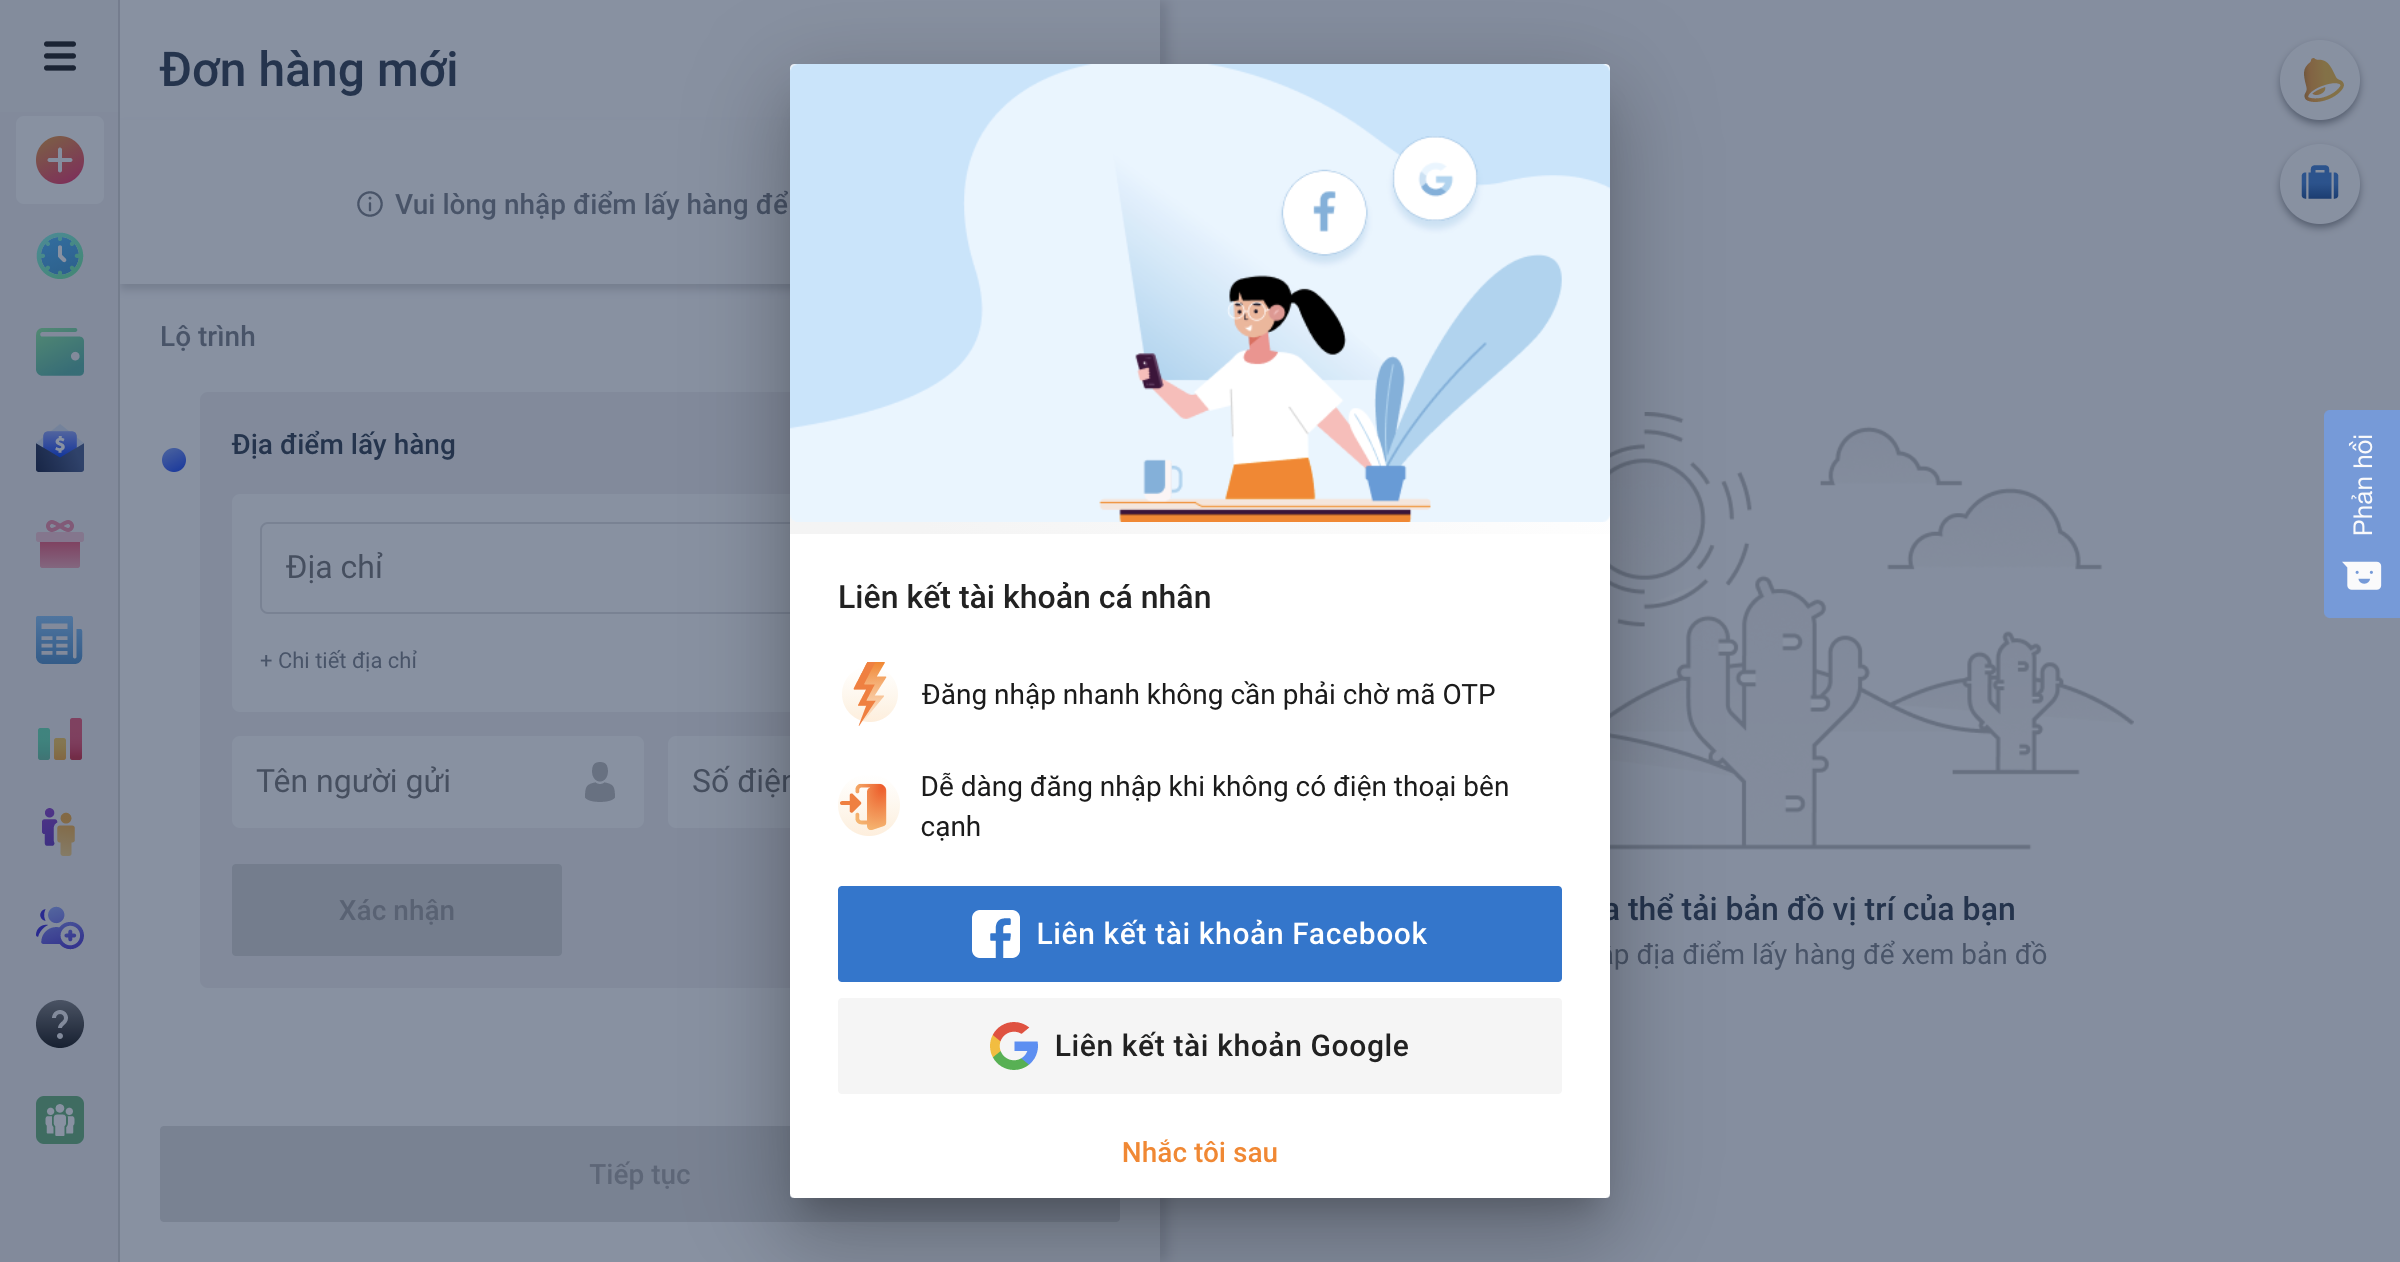 Đơn hàng mới
Vui lòng nhập điểm lấy hàng để
Lộ trình
Địa điểm lấy hàng
Địa chỉ
+ Chi tiết địa chỉ
Tên người gửi
Số điện
Xác nhận
Tiếp tục
Liên kết tài khoản cá nhân
Đăng nhập nhanh không cần phải chờ mã OTP
Dễ dàng đăng nhập khi không có điện thoại bên
cạnh
Liên kết tài khoản Facebook
Liên kết tài khoản Google
Nhắc tôi sau
thể tải bản đồ vị trí của bạn
địa điểm lấy hàng để xem bản đồ
Phản hồi